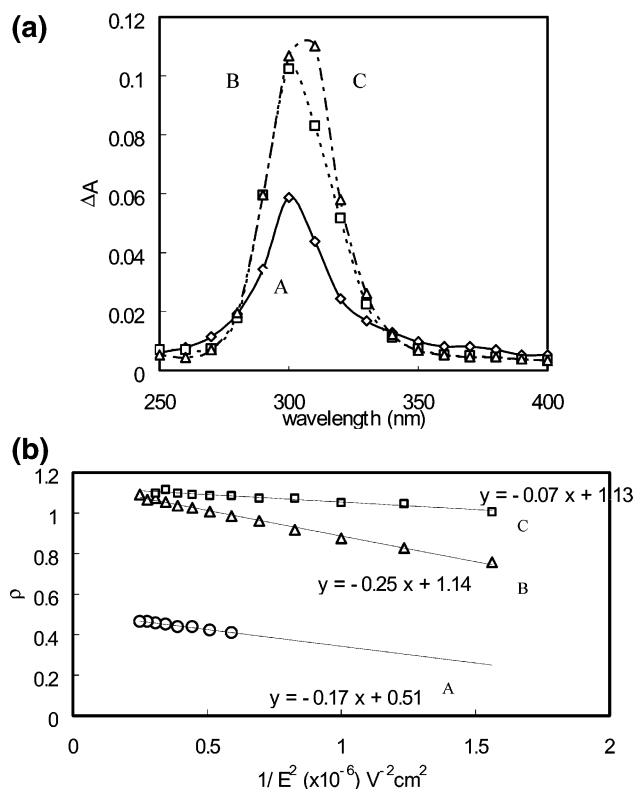 (a)
0.12
0.1
0.08
0.06
0.04
0.02
0
ΔA
B
C
A
250
300
350
400
wavelength (nm)
(b)
1.2
1
0.8
0.6
0.4
0.2
0
ρ
y = - 0.07 x + 1.13
C
y = - 0.25 x + 1.14
B
y = - 0.17 x + 0.51
A
0
0.5
1
1.5
2
1/ E² (x10⁻⁶) V⁻²cm²